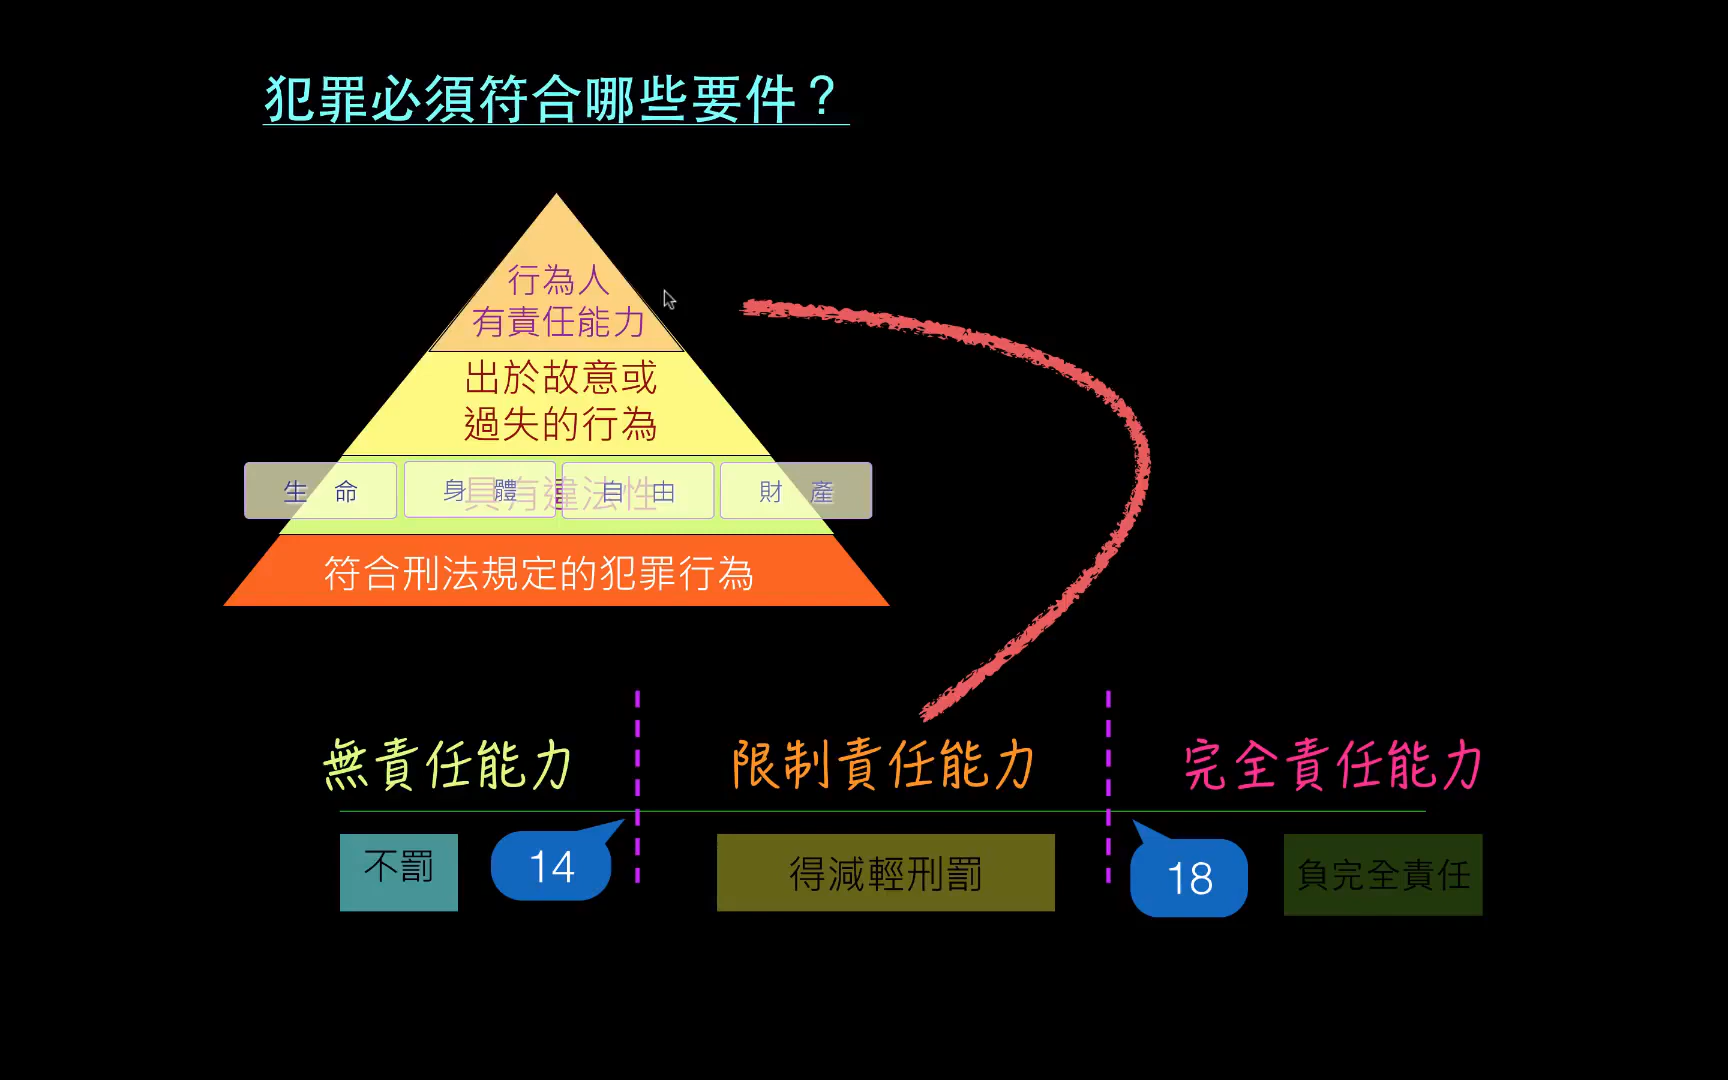 犯罪必須符合哪些要件？
行為人
有責任能力
出於故意或
過失的行為
生 命
身 體
自 由
財 產
具有違法性
符合刑法規定的犯罪行為
無責任能力
限制責任能力
完全責任能力
不罰
14
得減輕刑罰
18
負完全責任